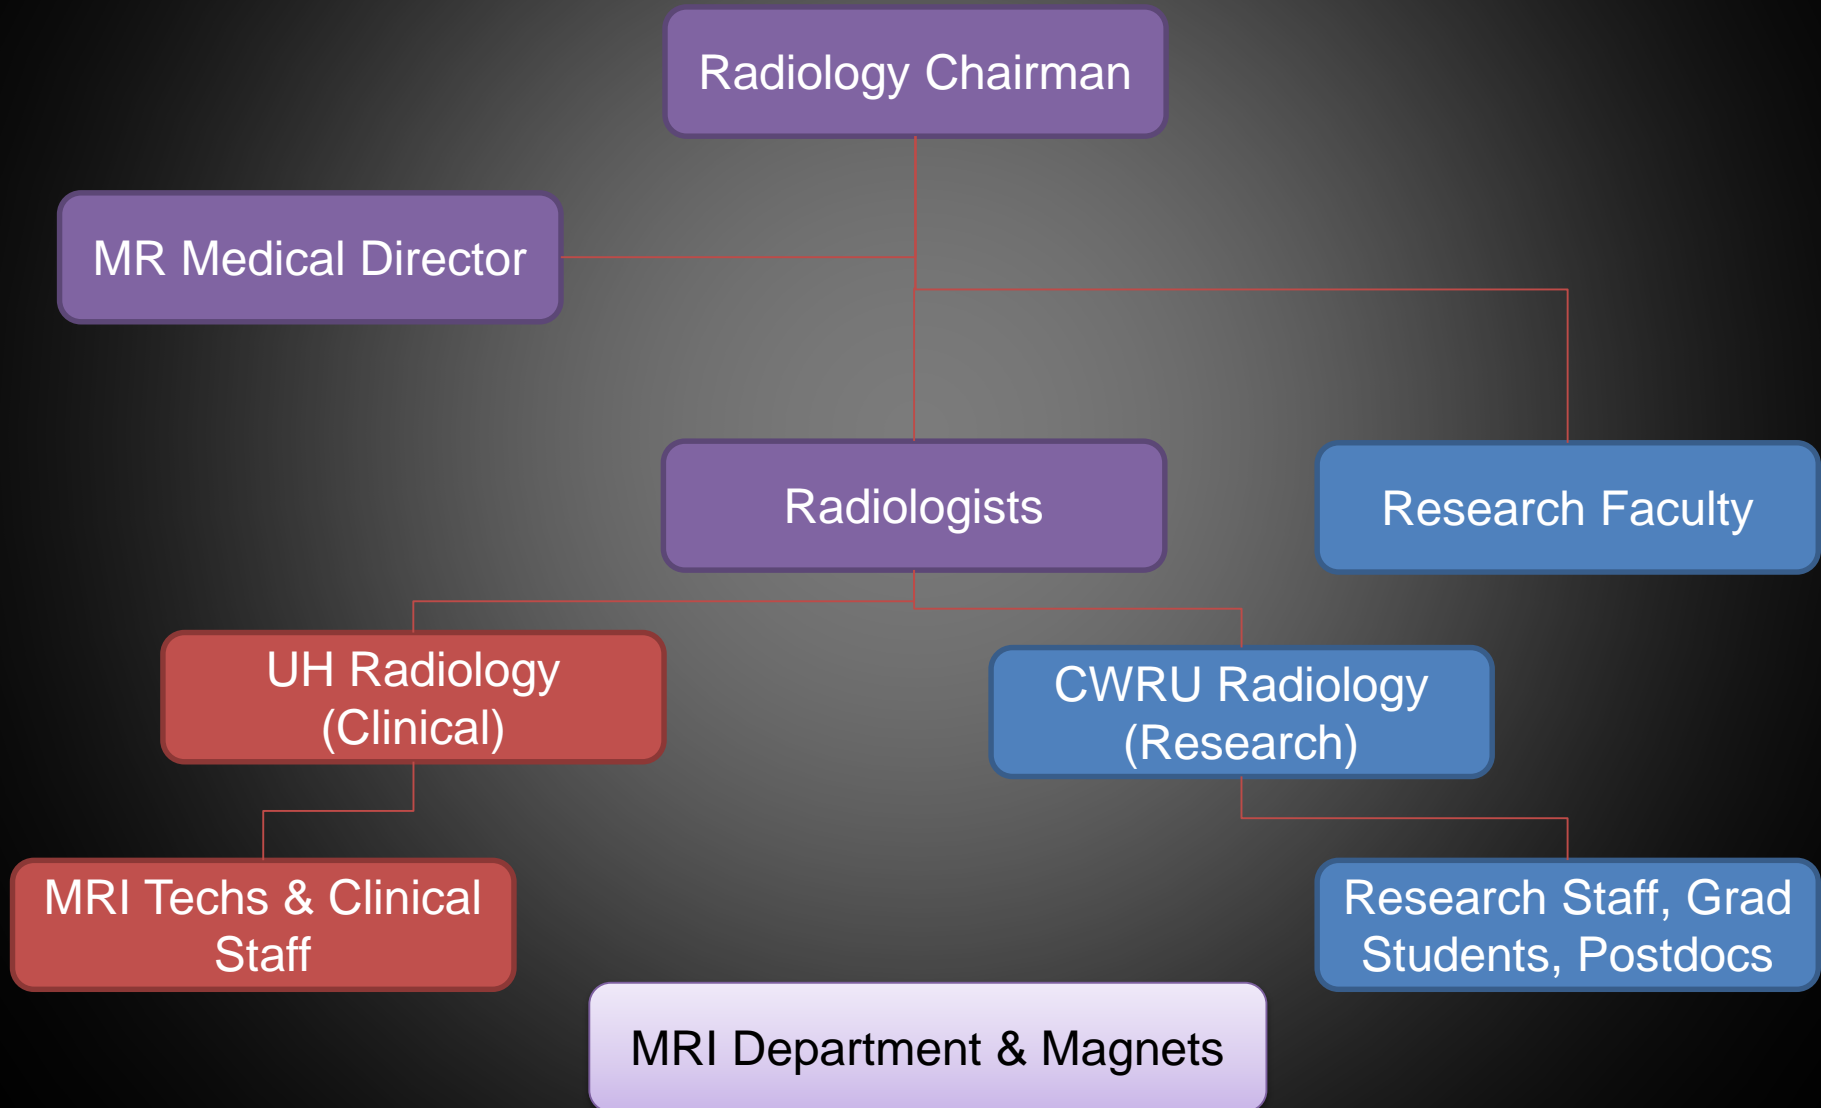 Radiology Chairman
MR Medical Director
Radiologists
Research Faculty
UH Radiology
(Clinical)
CWRU Radiology
(Research)
MRI Techs & Clinical
Staff
Research Staff, Grad
Students, Postdocs
MRI Department & Magnets